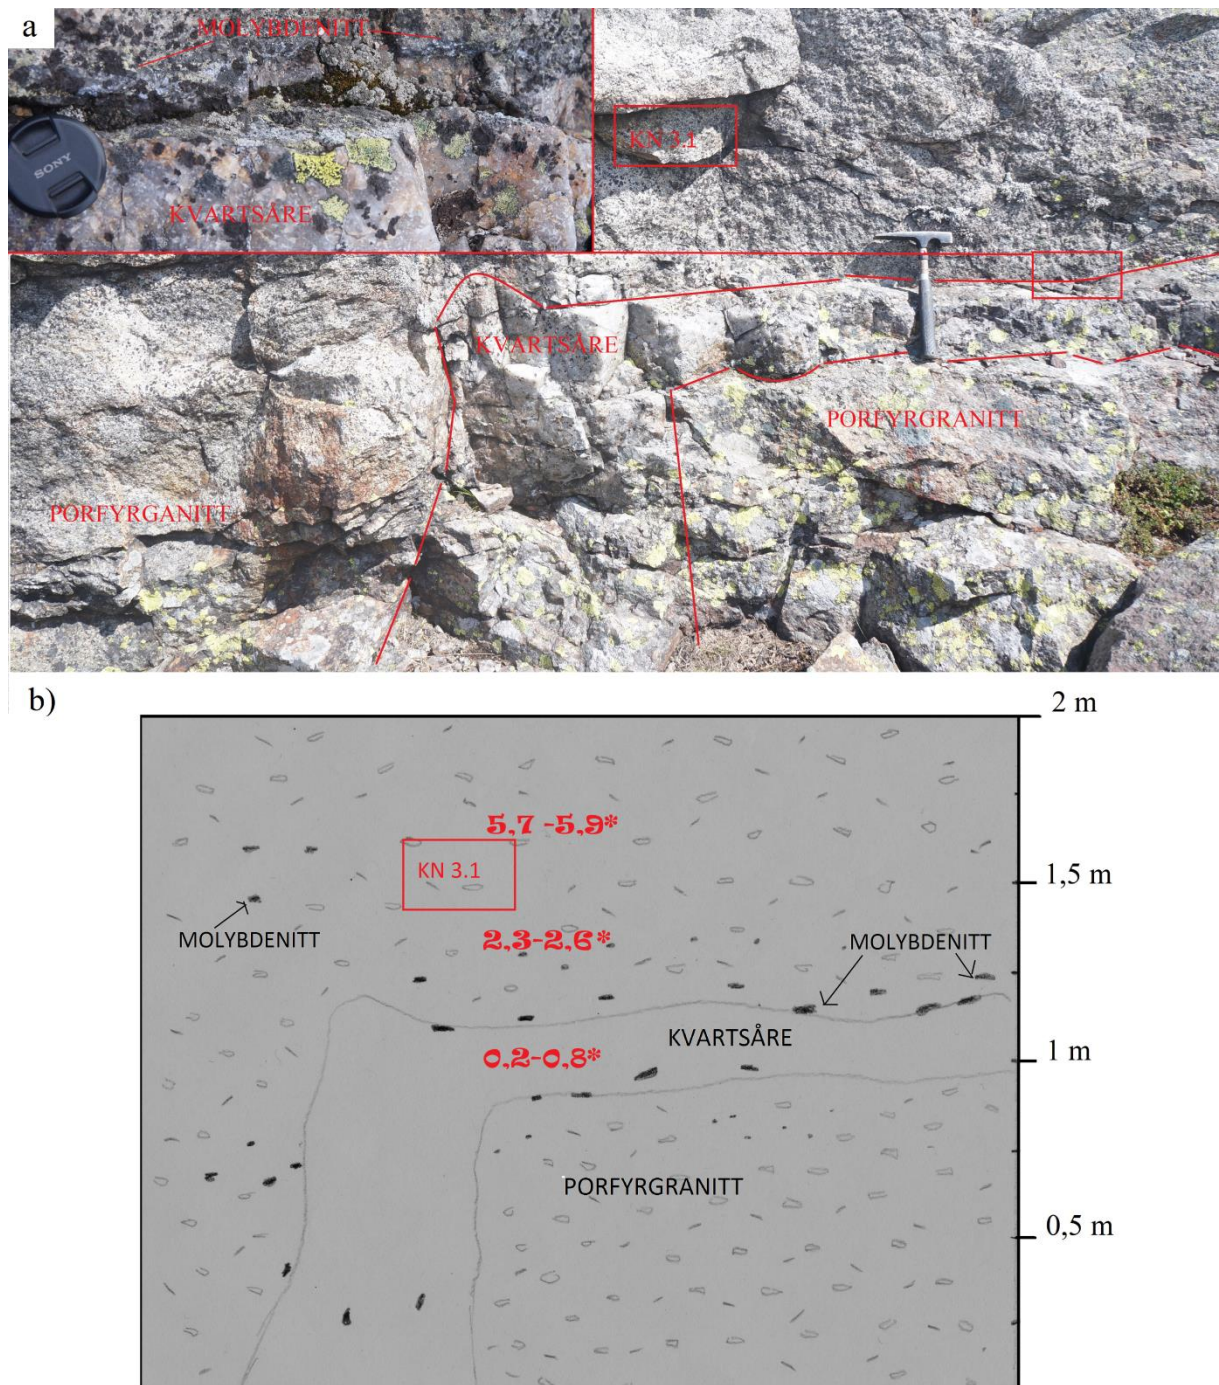 a
MOLYBDENITT
SONY
KVARTSÅRE
KN 3.1
KVARTSÅRE
PORFYRGRANITT
PORFYRGANITT
b)
2 m
5,7 -5,9*
KN 3.1
1,5 m
MOLYBDENITT
2,3-2,6*
MOLYBDENITT
KVARTSÅRE
0,2-0,8*
1 m
PORFYRGRANITT
0,5 m